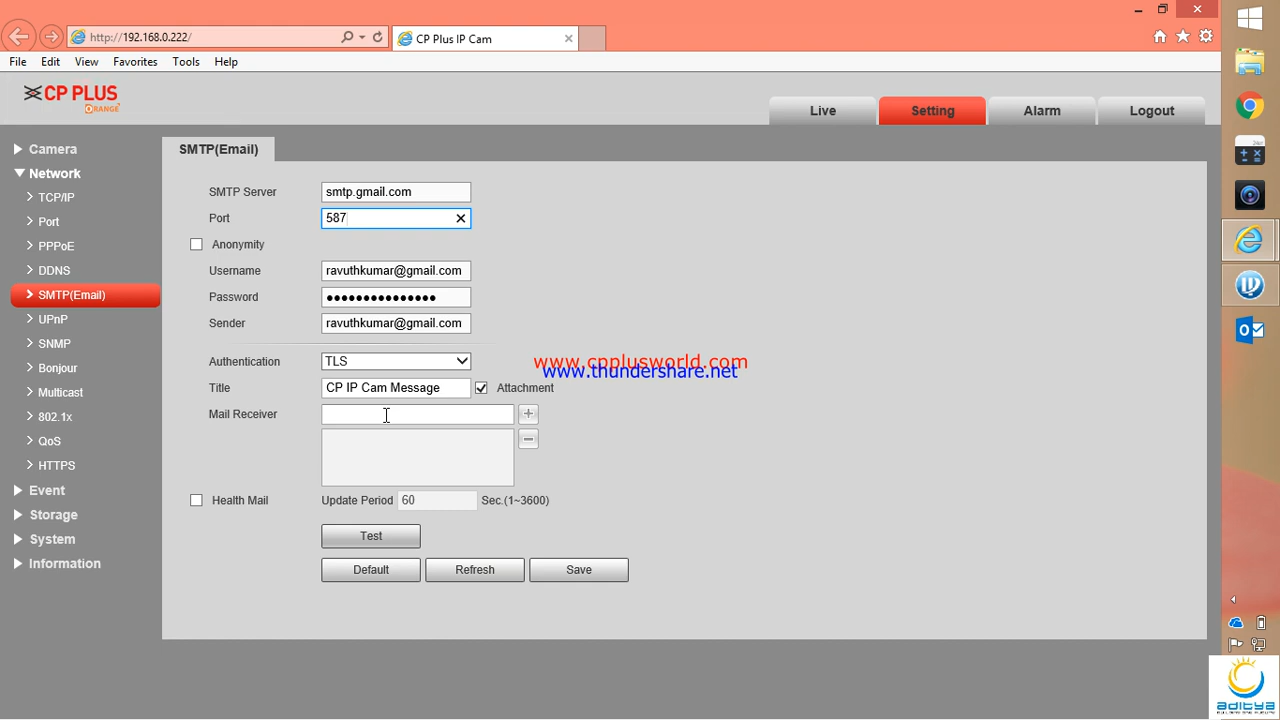 http://192.168.0.222/
CP Plus IP Cam
File Edit View Favorites Tools Help
CP PLUS
ORANGE
Live Setting Alarm Logout
Camera
Network
TCP/IP
Port
PPPoE
DDNS
SMTP(Email)
UPnP
SNMP
Bonjour
Multicast
802.1x
QoS
HTTPS
Event
Storage
System
Information
SMTP(Email)
SMTP Server smtp.gmail.com
Port 587
Anonymity
Username ravuthkumar@gmail.com
Password
Sender ravuthkumar@gmail.com
Authentication TLS
www.cpplusworld.com
www.thundershare.net
Title CP IP Cam Message Attachment
Mail Receiver
Health Mail Update Period 60 Sec.(1~3600)
Test
Default Refresh Save
aditya